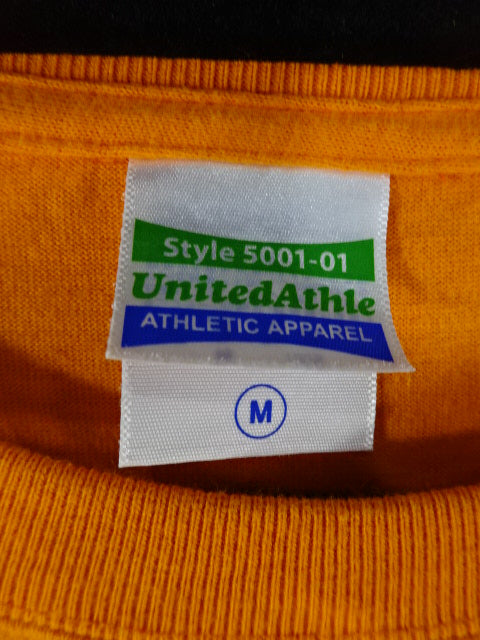 Style 5001-01
UnitedAthle
ATHLETIC APPAREL
M